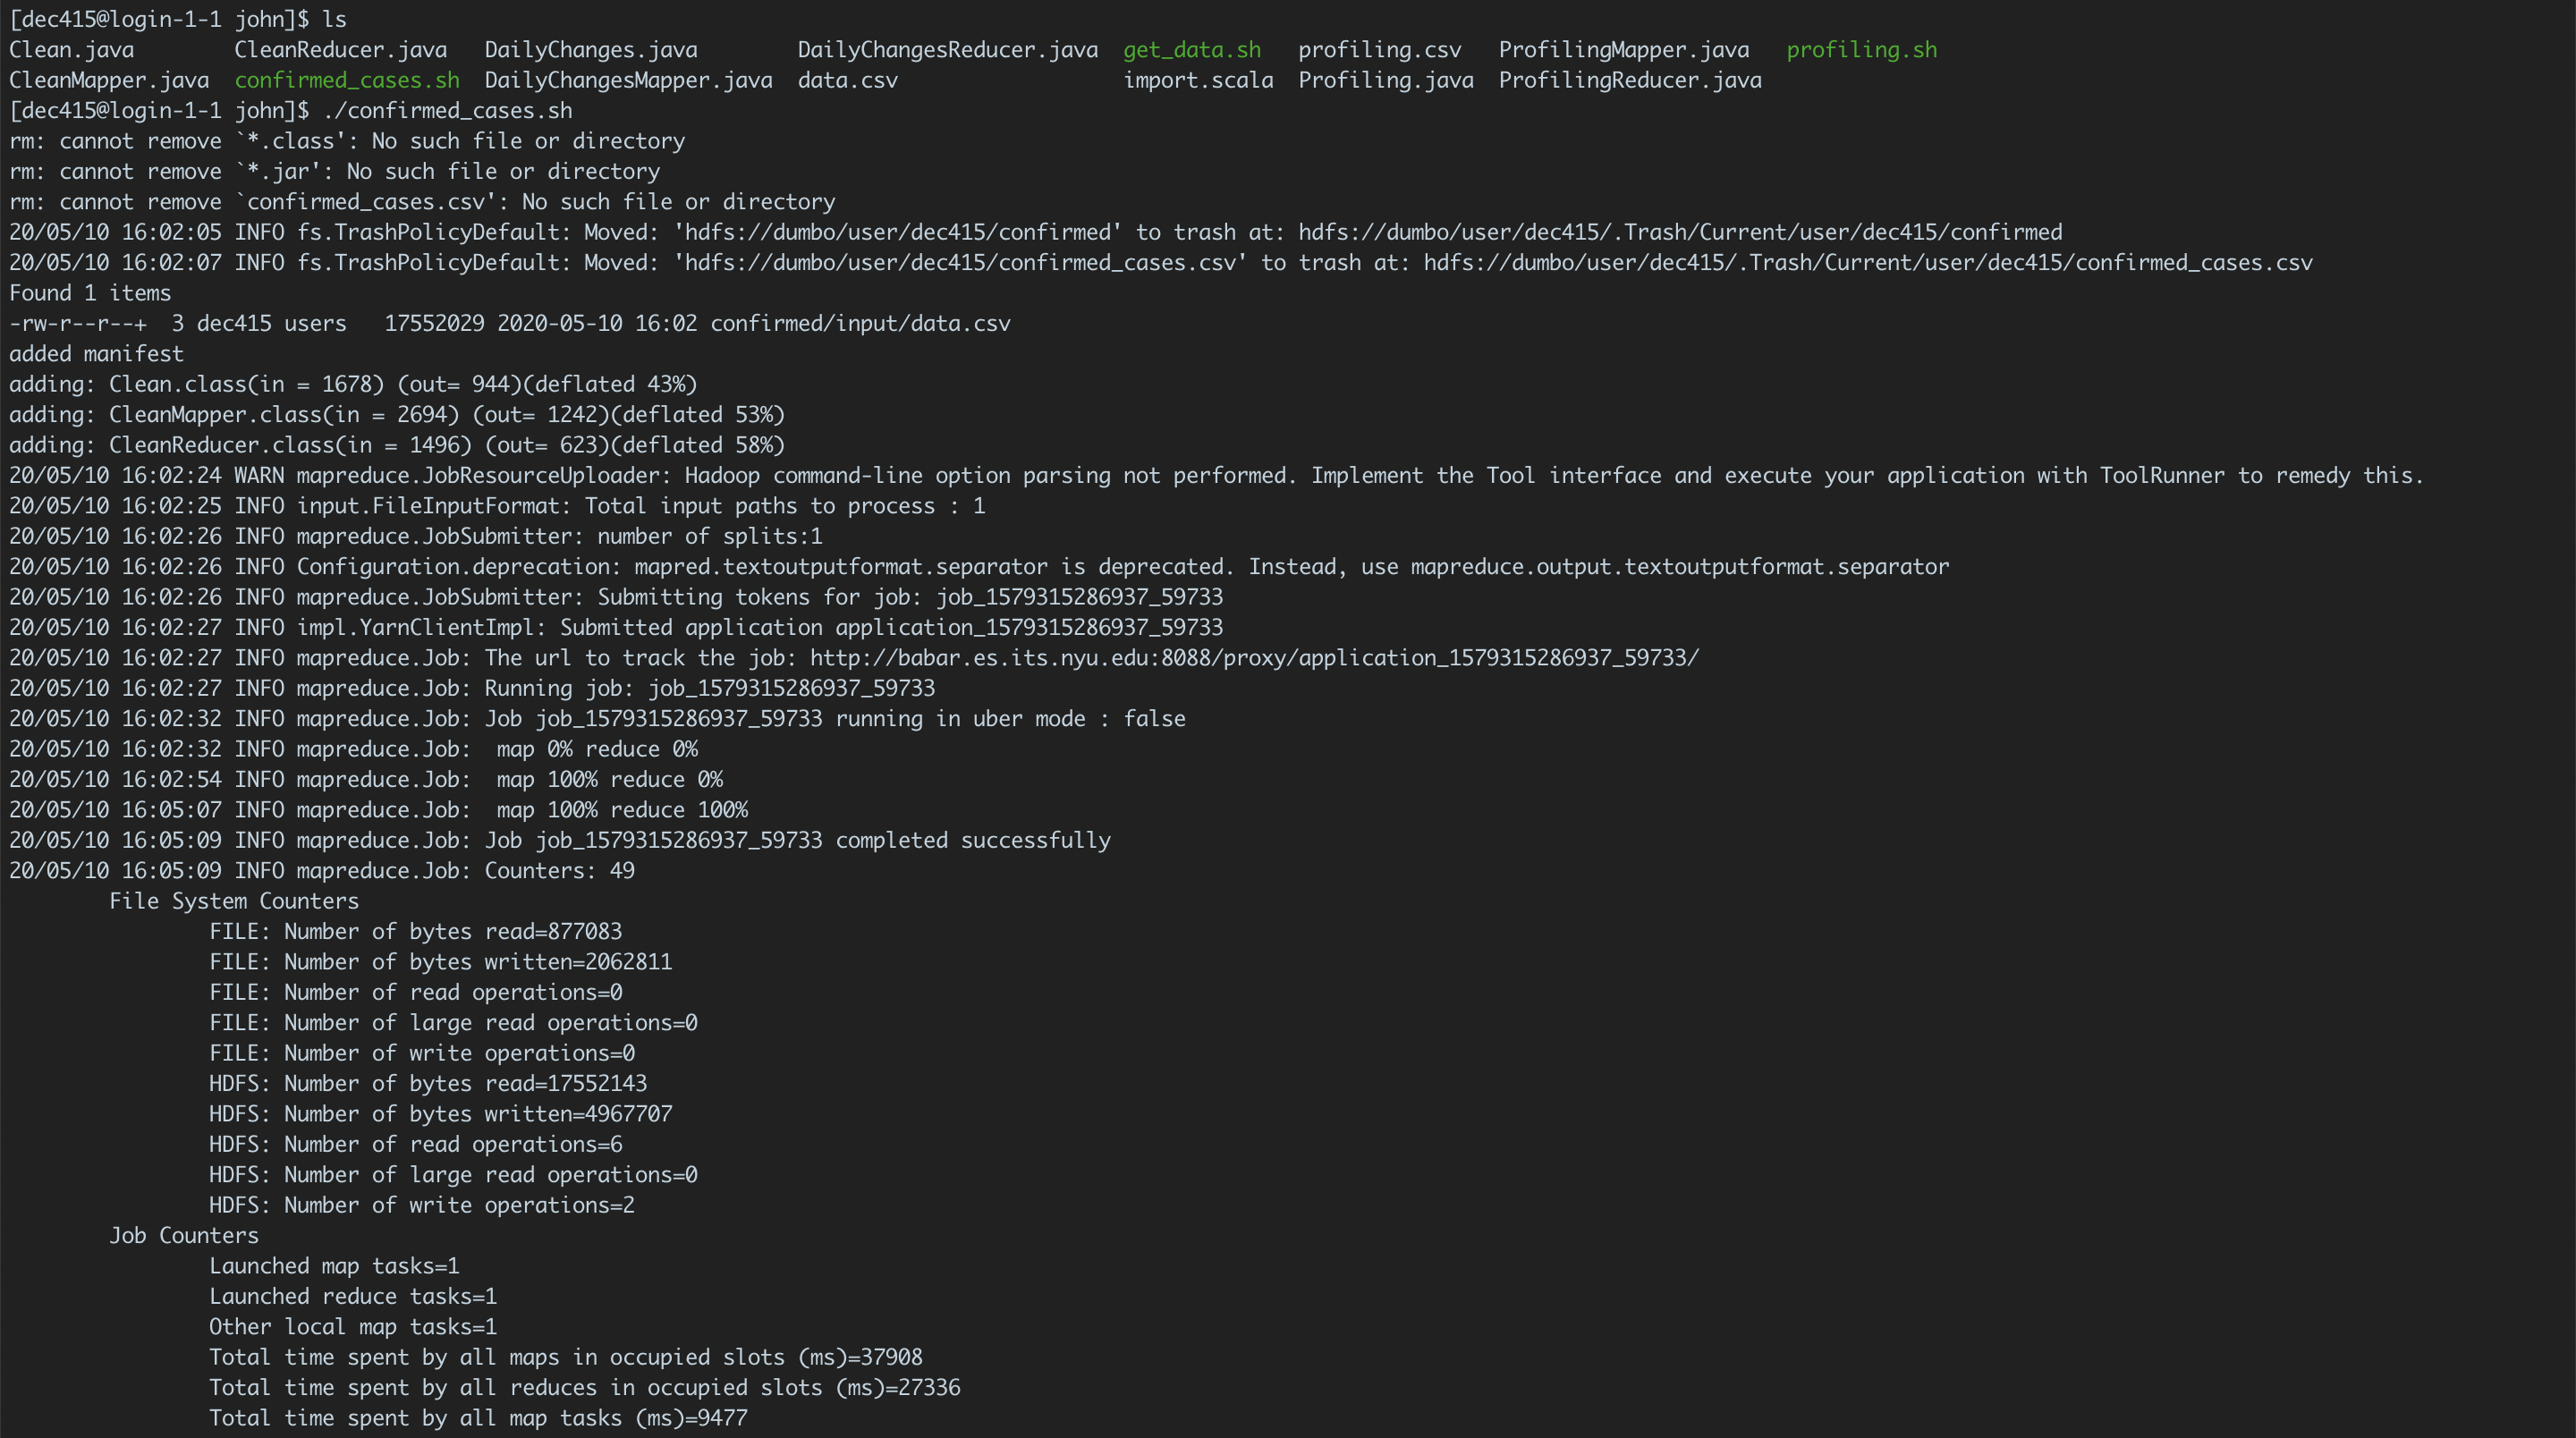 [dec415@login-1-1 john]$ ls
Clean.java        CleanReducer.java   DailyChanges.java        DailyChangesReducer.java  get_data.sh   profiling.csv   ProfilingMapper.java   profiling.sh
CleanMapper.java  confirmed_cases.sh  DailyChangesMapper.java  data.csv                  import.scala  Profiling.java  ProfilingReducer.java
[dec415@login-1-1 john]$ ./confirmed_cases.sh
rm: cannot remove `*.class': No such file or directory
rm: cannot remove `*.jar': No such file or directory
rm: cannot remove `confirmed_cases.csv': No such file or directory
20/05/10 16:02:05 INFO fs.TrashPolicyDefault: Moved: 'hdfs://dumbo/user/dec415/confirmed' to trash at: hdfs://dumbo/user/dec415/.Trash/Current/user/dec415/confirmed
20/05/10 16:02:07 INFO fs.TrashPolicyDefault: Moved: 'hdfs://dumbo/user/dec415/confirmed_cases.csv' to trash at: hdfs://dumbo/user/dec415/.Trash/Current/user/dec415/confirmed_cases.csv
Found 1 items
-rw-r--r--+  3 dec415 users   17552029 2020-05-10 16:02 confirmed/input/data.csv
added manifest
adding: Clean.class(in = 1678) (out= 944)(deflated 43%)
adding: CleanMapper.class(in = 2694) (out= 1242)(deflated 53%)
adding: CleanReducer.class(in = 1496) (out= 623)(deflated 58%)
20/05/10 16:02:24 WARN mapreduce.JobResourceUploader: Hadoop command-line option parsing not performed. Implement the Tool interface and execute your application with ToolRunner to remedy this.
20/05/10 16:02:25 INFO input.FileInputFormat: Total input paths to process : 1
20/05/10 16:02:26 INFO mapreduce.JobSubmitter: number of splits:1
20/05/10 16:02:26 INFO Configuration.deprecation: mapred.textoutputformat.separator is deprecated. Instead, use mapreduce.output.textoutputformat.separator
20/05/10 16:02:26 INFO mapreduce.JobSubmitter: Submitting tokens for job: job_1579315286937_59733
20/05/10 16:02:27 INFO impl.YarnClientImpl: Submitted application application_1579315286937_59733
20/05/10 16:02:27 INFO mapreduce.Job: The url to track the job: http://babar.es.its.nyu.edu:8088/proxy/application_1579315286937_59733/
20/05/10 16:02:27 INFO mapreduce.Job: Running job: job_1579315286937_59733
20/05/10 16:02:32 INFO mapreduce.Job: Job job_1579315286937_59733 running in uber mode : false
20/05/10 16:02:32 INFO mapreduce.Job:  map 0% reduce 0%
20/05/10 16:02:54 INFO mapreduce.Job:  map 100% reduce 0%
20/05/10 16:05:07 INFO mapreduce.Job:  map 100% reduce 100%
20/05/10 16:05:09 INFO mapreduce.Job: Job job_1579315286937_59733 completed successfully
20/05/10 16:05:09 INFO mapreduce.Job: Counters: 49
File System Counters
FILE: Number of bytes read=877083
FILE: Number of bytes written=2062811
FILE: Number of read operations=0
FILE: Number of large read operations=0
FILE: Number of write operations=0
HDFS: Number of bytes read=17552143
HDFS: Number of bytes written=4967707
HDFS: Number of read operations=6
HDFS: Number of large read operations=0
HDFS: Number of write operations=2
Job Counters
Launched map tasks=1
Launched reduce tasks=1
Other local map tasks=1
Total time spent by all maps in occupied slots (ms)=37908
Total time spent by all reduces in occupied slots (ms)=27336
Total time spent by all map tasks (ms)=9477